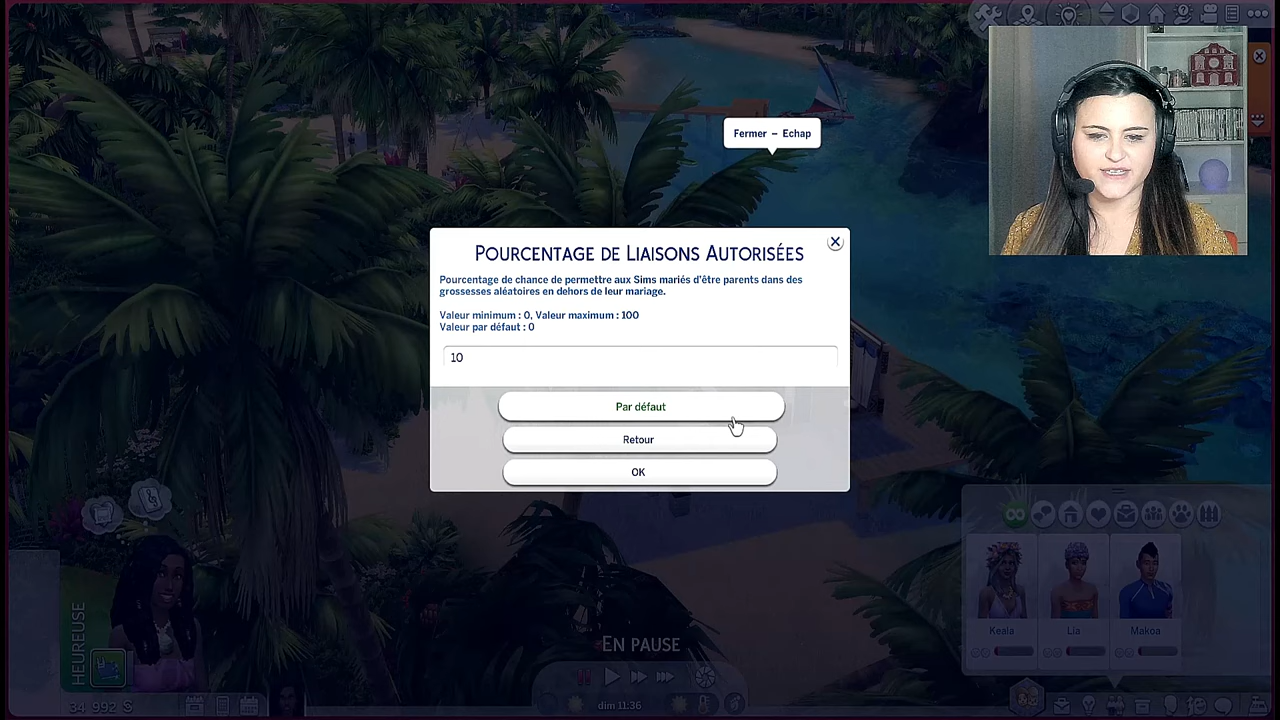 Fermer – Echap
Pourcentage de Liaisons Autorisées
Pourcentage de chance de permettre aux Sims mariés d'être parents dans des
grossesses aléatoires en dehors de leur mariage.
Valeur minimum : 0, Valeur maximum : 100
Valeur par défaut : 0
10
Par défaut
Retour
OK
HEUREUSE
Keala
Lia
Makoa
En pause
34 992 $
dim 11:36